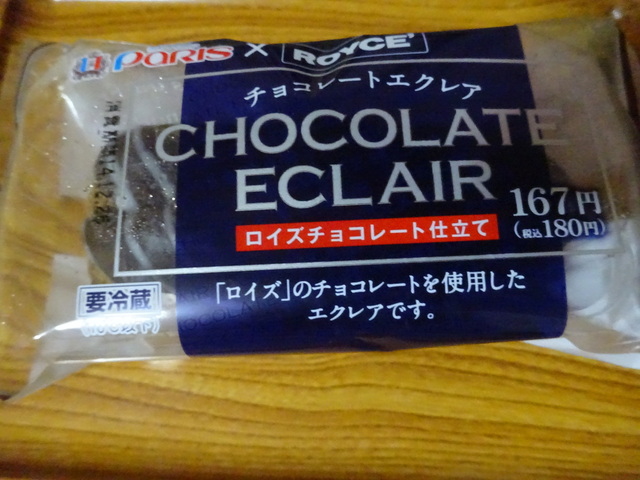 PARIS × ROYCE'
チョコレートエクレア
CHOCOLATE
ECLAIR
167円
(税込180円)
ロイズチョコレート仕立て
「ロイズ」のチョコレートを使用した
エクレアです。
要冷蔵
14.12.28